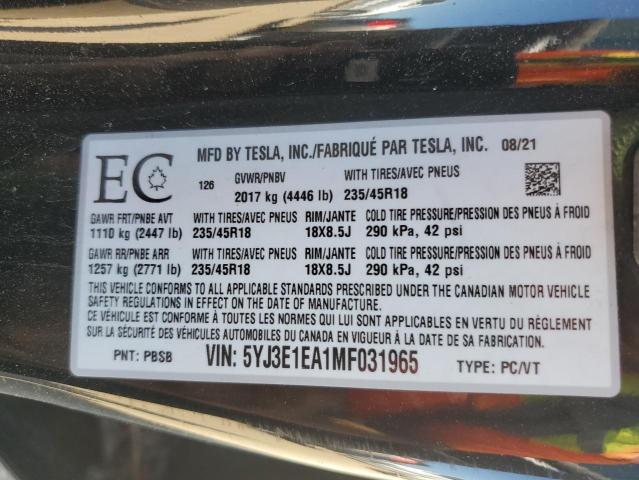 EC MFD BY TESLA, INC./FABRIQUÉ PAR TESLA, INC. 08/21
126 GVWR/PNBV WITH TIRES/AVEC PNEUS
2017 kg (4446 lb) 235/45R18
GAWR FRT/PNBE AVT WITH TIRES/AVEC PNEUS RIM/JANTE COLD TIRE PRESSURE/PRESSION DES PNEUS À FROID
1110 kg (2447 lb) 235/45R18 18X8.5J 290 kPa, 42 psi
GAWR RR/PNBE ARR WITH TIRES/AVEC PNEUS RIM/JANTE COLD TIRE PRESSURE/PRESSION DES PNEUS À FROID
1257 kg (2771 lb) 235/45R18 18X8.5J 290 kPa, 42 psi
THIS VEHICLE CONFORMS TO ALL APPLICABLE STANDARDS PRESCRIBED UNDER THE CANADIAN MOTOR VEHICLE
SAFETY REGULATIONS IN EFFECT ON THE DATE OF MANUFACTURE.
CE VÉHICULE EST CONFORME À TOUTES LES NORMES QUI LUI SONT APPLICABLES EN VERTU DU RÈGLEMENT
SUR LA SÉCURITÉ DES VÉHICULES AUTOMOBILES DU CANADA EN VIGUEUR À LA DATE DE SA FABRICATION.
PNT: PBSB VIN: 5YJ3E1EA1MF031965 TYPE: PC/VT